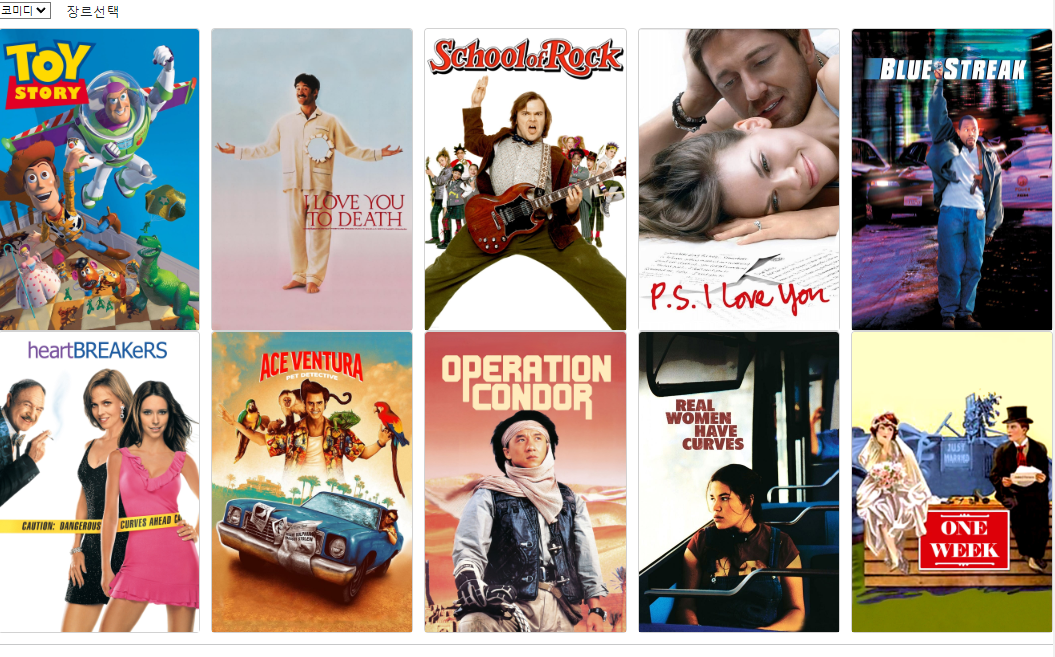 코미디 장르선택
TOY
STORY
I LOVE YOU
TO DEATH
School of Rock
P.S. I Love You
BLUE STREAK
heartBREAKeRS
CAUTION: DANGEROUS CURVES AHEAD
ACE VENTURA
PET DETECTIVE
OPERATION
CONDOR
REAL
WOMEN
HAVE
CURVES
JUST
MARRIED
ONE
WEEK